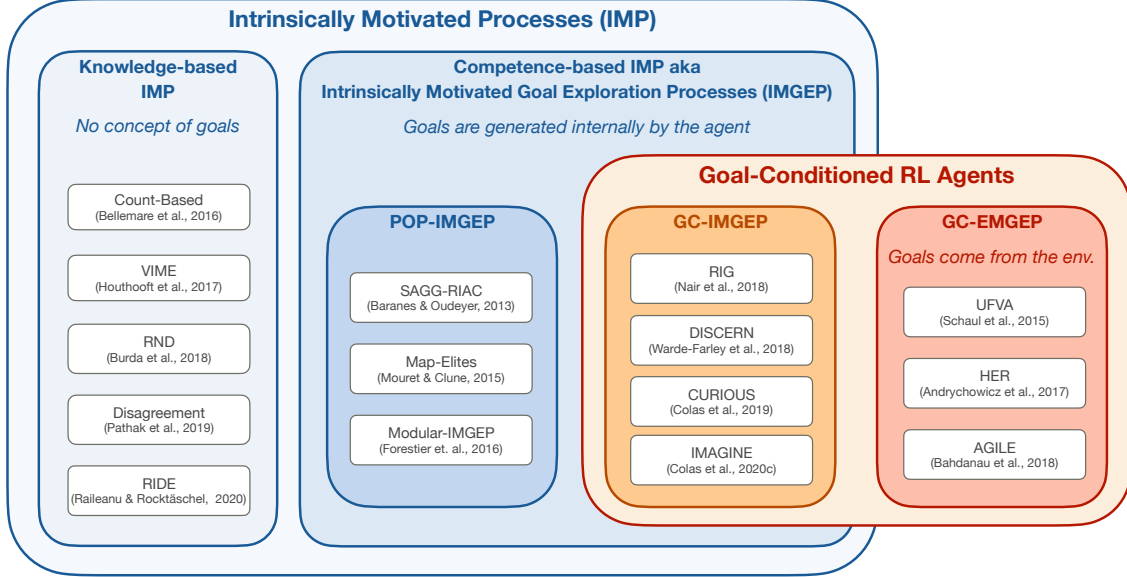 Intrinsically Motivated Processes (IMP)
Knowledge-based
IMP
No concept of goals
Count-Based
(Bellemare et al., 2016)
VIME
(Houthooft et al., 2017)
RND
(Burda et al., 2018)
Disagreement
(Pathak et al., 2019)
RIDE
(Raileanu & Rocktäschel, 2020)
Competence-based IMP aka
Intrinsically Motivated Goal Exploration Processes (IMGEP)
Goals are generated internally by the agent
POP-IMGEP
SAGG-RIAC
(Baranes & Oudeyer, 2013)
Map-Elites
(Mouret & Clune, 2015)
Modular-IMGEP
(Forestier et. al., 2016)
Goal-Conditioned RL Agents
GC-IMGEP
RIG
(Nair et al., 2018)
DISCERN
(Warde-Farley et al., 2018)
CURIOUS
(Colas et al., 2019)
IMAGINE
(Colas et al., 2020c)
GC-EMGEP
Goals come from the env.
UFVA
(Schaul et al., 2015)
HER
(Andrychowicz et al., 2017)
AGILE
(Bahdanau et al., 2018)